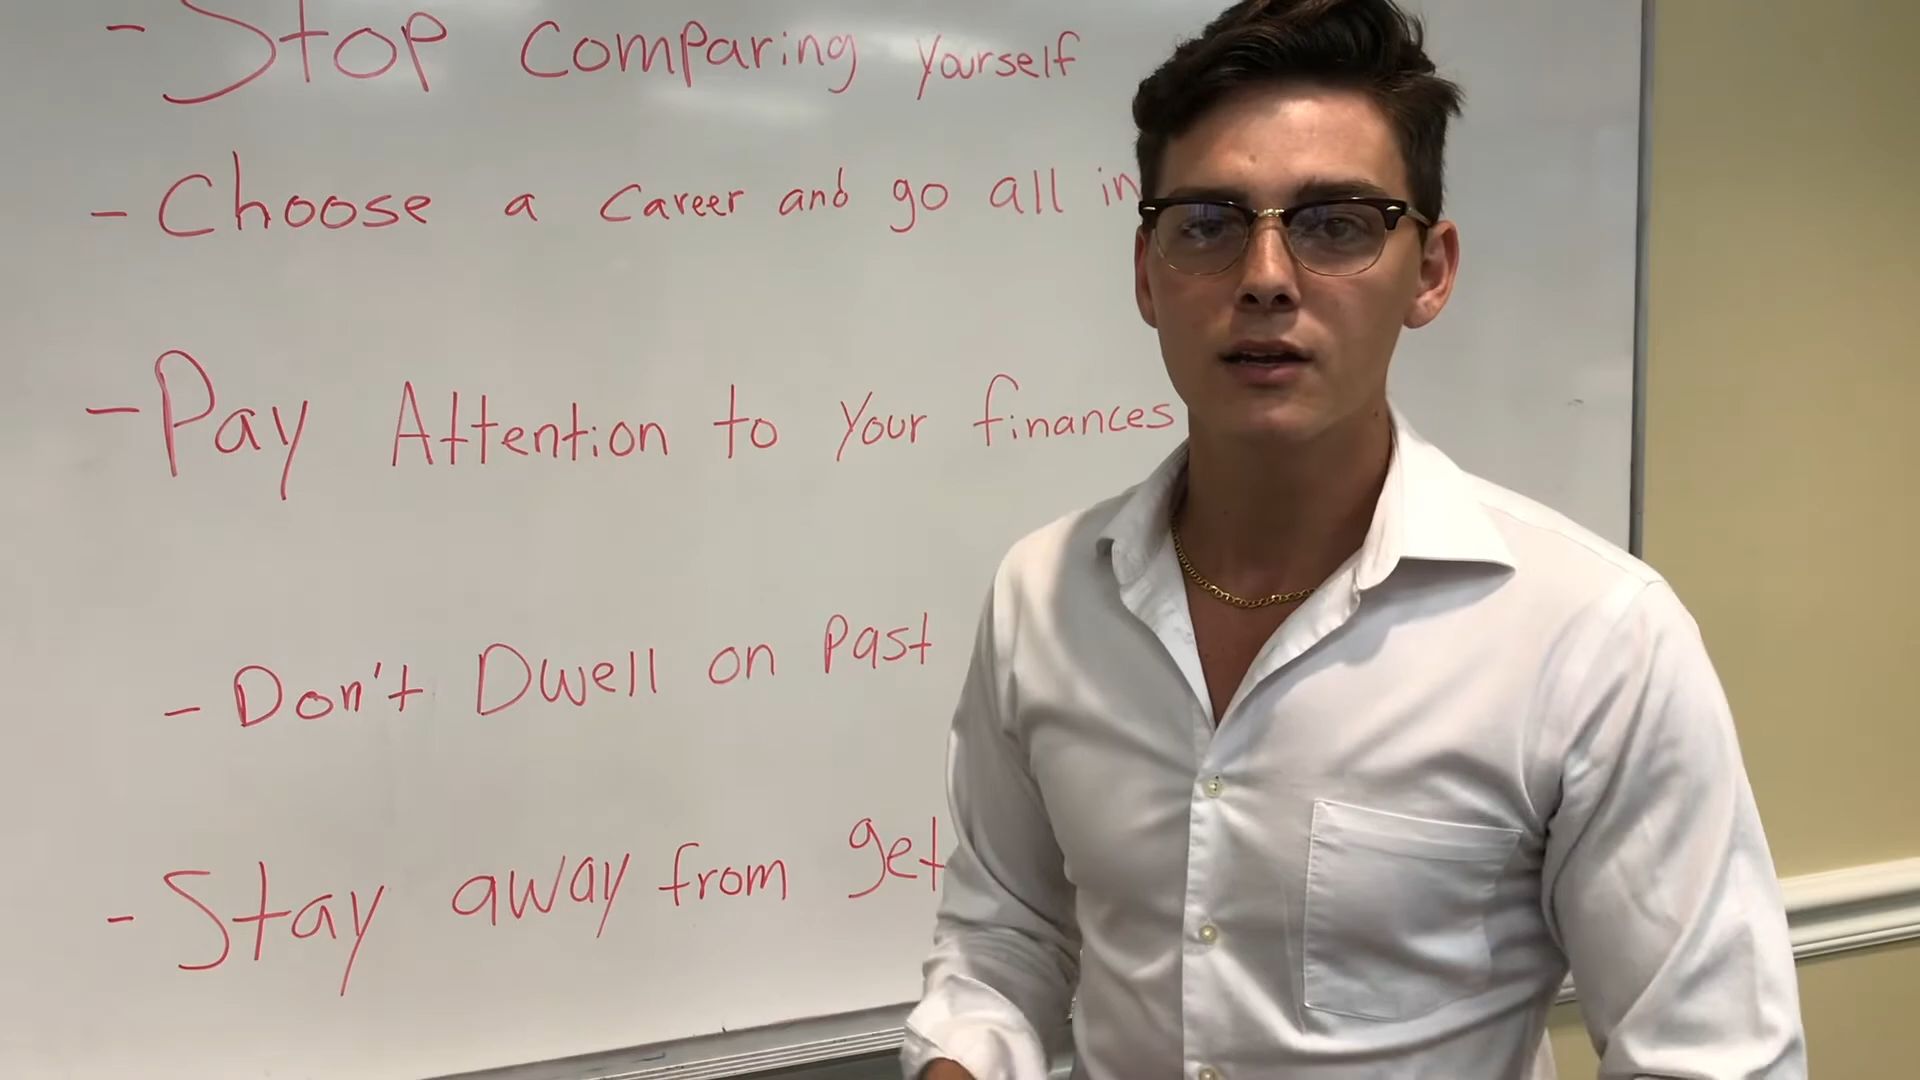 - Stop Comparing yourself
- Choose a career and go all in
- Pay Attention to Your finances
- Don't Dwell on Past
- Stay away from get